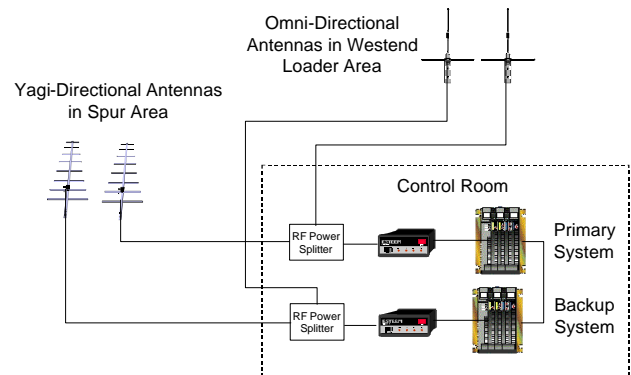 Omni-Directional
Antennas in Westend
Loader Area
Yagi-Directional Antennas
in Spur Area
Control Room
RF Power
Splitter
Primary
System
RF Power
Splitter
Backup
System